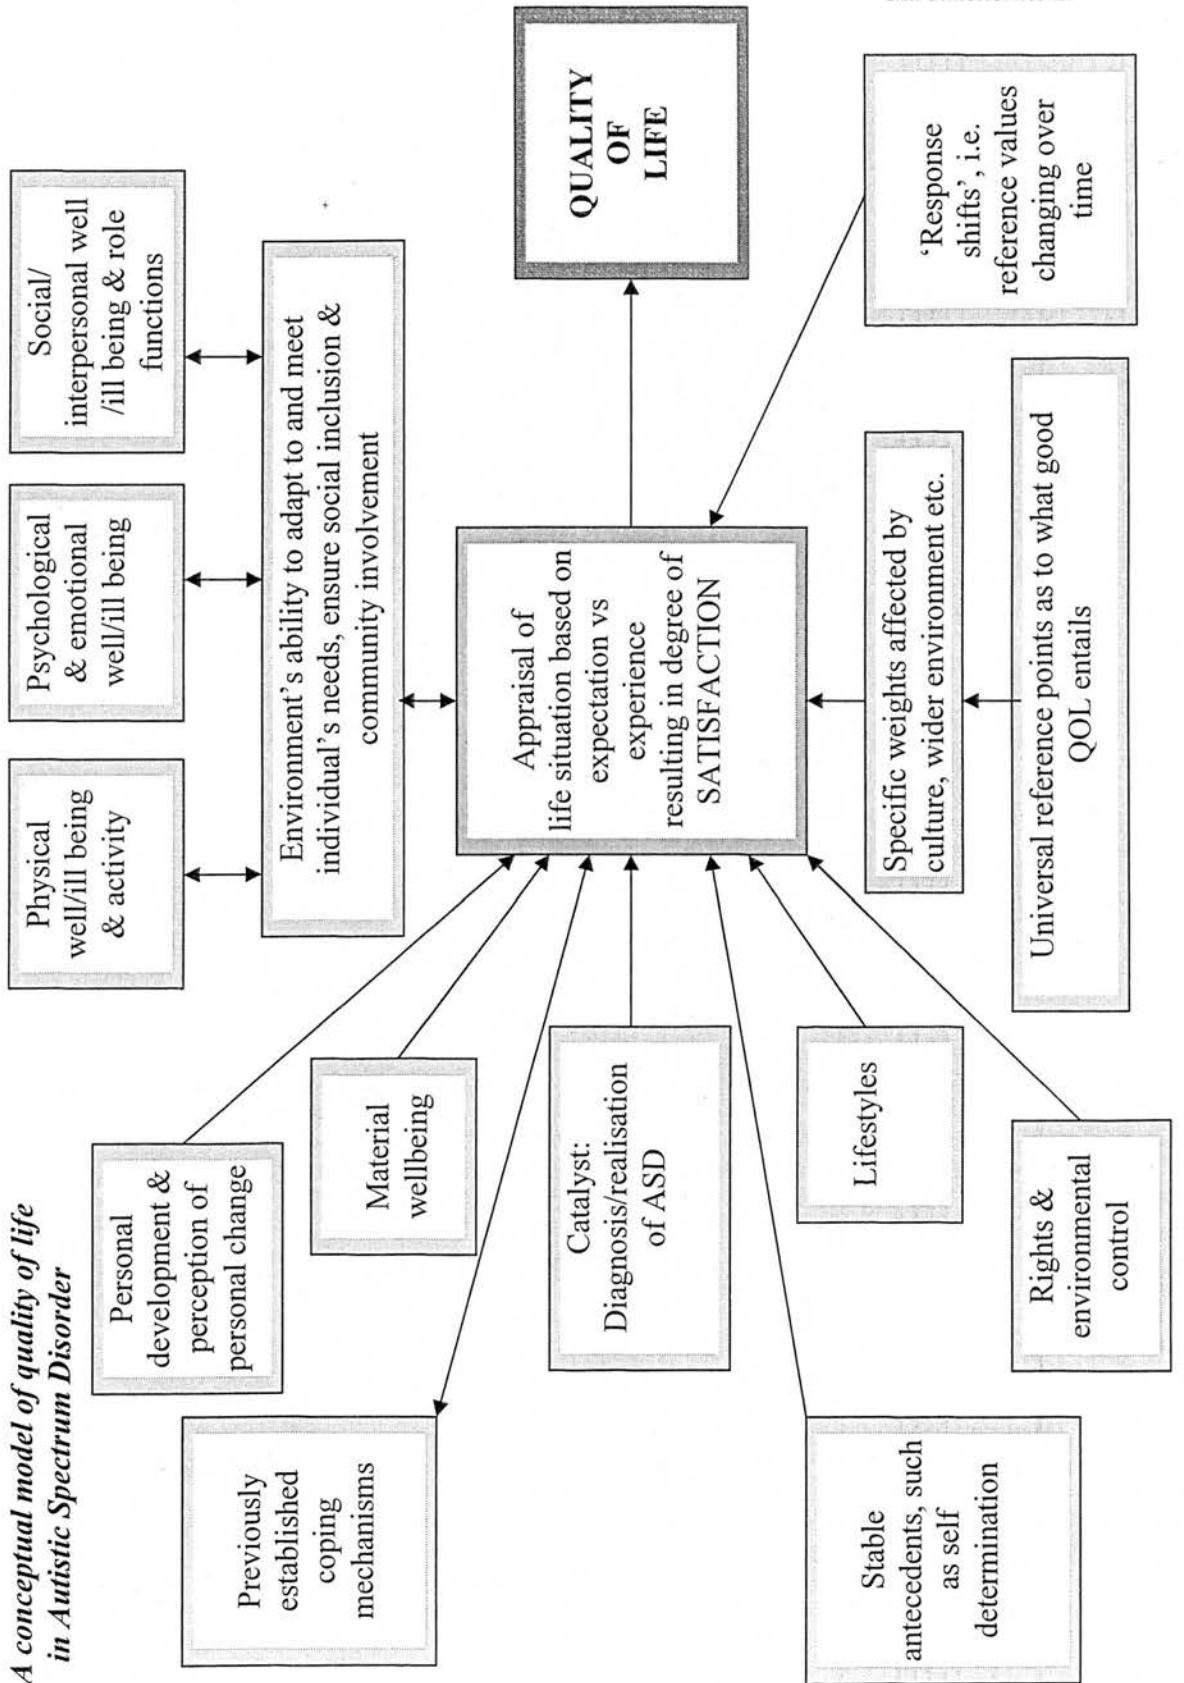 A conceptual model of quality of life
in Autistic Spectrum Disorder
Physical
well/ill being
& activity
Psychological
& emotional
well/ill being
Social/
interpersonal well
/ill being & role
functions
Environment's ability to adapt to and meet
individual's needs, ensure social inclusion &
community involvement
Personal
development &
perception of
personal change
Previously
established
coping
mechanisms
Material
wellbeing
Appraisal of
life situation based on
expectation vs
experience
resulting in degree of
SATISFACTION
QUALITY
OF
LIFE
Catalyst:
Diagnosis/realisation
of ASD
Lifestyles
Stable
antecedents, such
as self
determination
Rights &
environmental
control
Specific weights affected by
culture, wider environment etc.
Universal reference points as to what good
QOL entails
'Response
shifts', i.e.
reference values
changing over
time